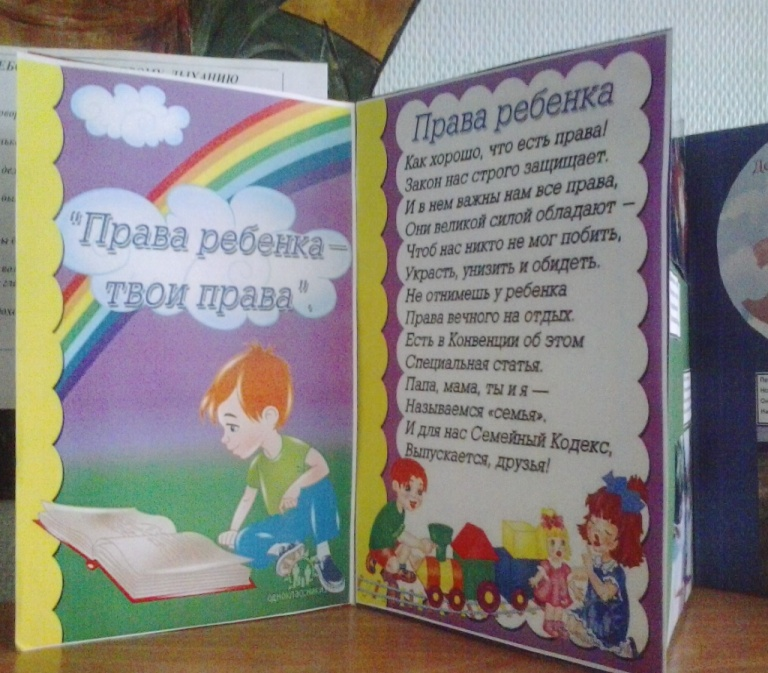 ДЫХАНИЮ
"Права ребенка –
твои права".
одноклассники
Права ребенка
Как хорошо, что есть права!
Закон нас строго защищает.
И в нем важны нам все права,
Они великой силой обладают –
Чтоб нас никто не мог побить,
Украсть, унизить и обидеть.
Не отнимешь у ребенка
Права вечного на отдых.
Есть в Конвенции об этом
Специальная статья.
Папа, мама, ты и я —
Называемся «семья».
И для нас Семейный Кодекс,
Выпускается, друзья!